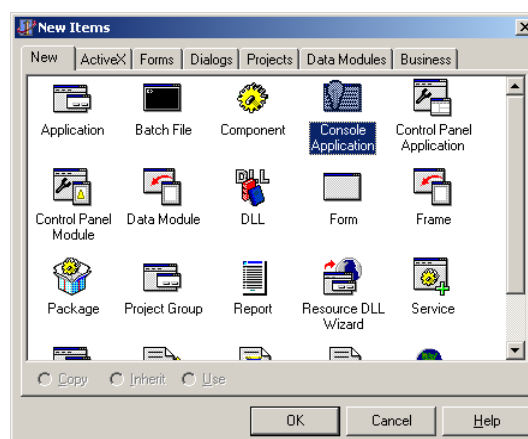 New Items
New ActiveX Forms Dialogs Projects Data Modules Business
Application Batch File Component Console Application Control Panel Application
Control Panel Module Data Module DLL DLL Form Frame
Package Project Group Report Resource DLL Wizard Service
Copy Inherit Use
OK Cancel Help